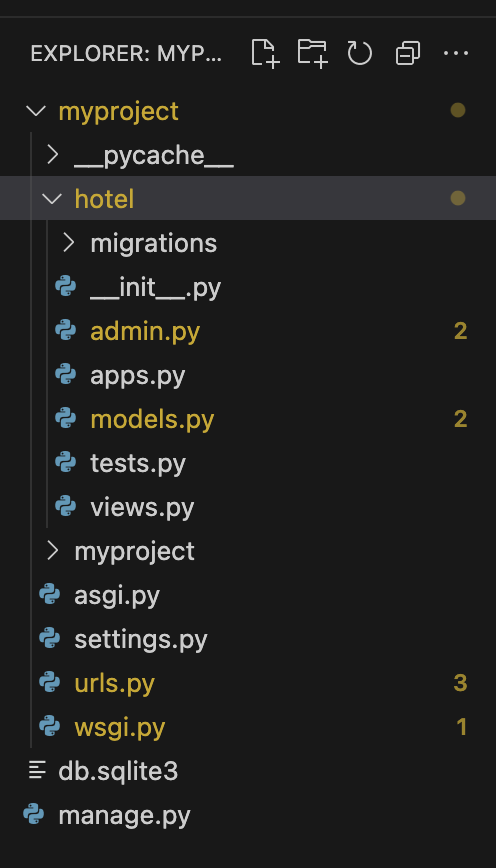 EXPLORER: MYP...
myproject
__pycache__
hotel
migrations
__init__.py
admin.py 2
apps.py
models.py 2
tests.py
views.py
myproject
asgi.py
settings.py
urls.py 3
wsgi.py 1
db.sqlite3
manage.py